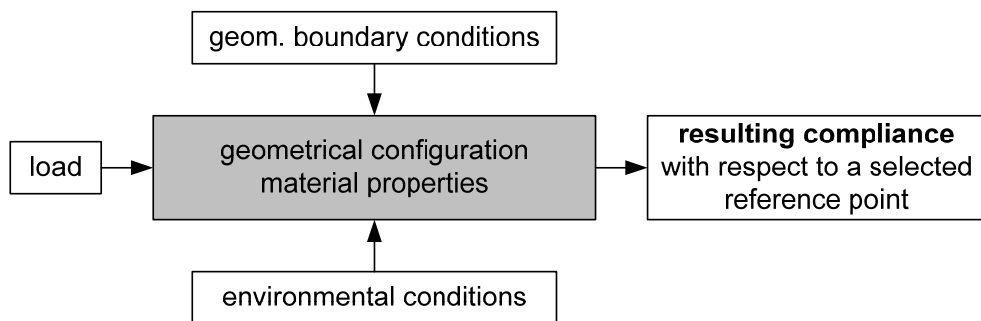 geom. boundary conditions
load
geometrical configuration
material properties
resulting compliance
with respect to a selected
reference point
environmental conditions